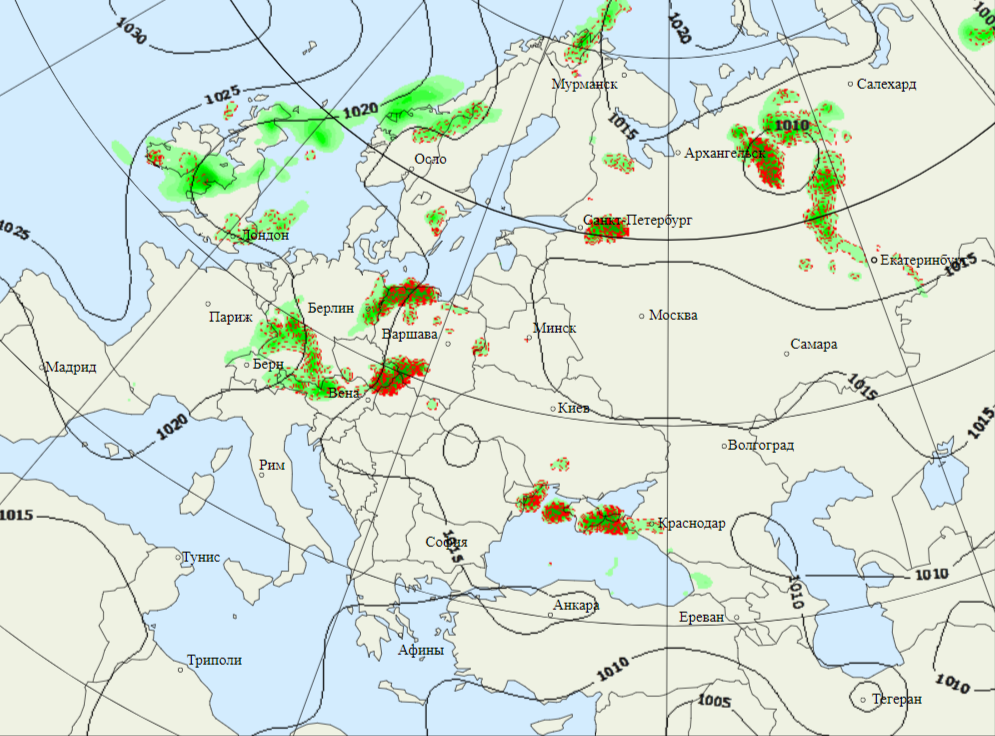 1030
1020
1005
1025
Мурманск
Салехард
1020
1015
1010
Осло
Архангельск
1025
Лондон
Санкт-Петербург
Екатеринбург
1015
Берлин
Париж
Москва
Варшава
Минск
Самара
Мадрид
Берн
Вена
1015
Киев
1020
1015
Волгоград
Рим
1015
Краснодар
София
1015
Тунис
1010
1010
Анкара
Ереван
Афины
Триполи
1010
1010
1005
Тегеран